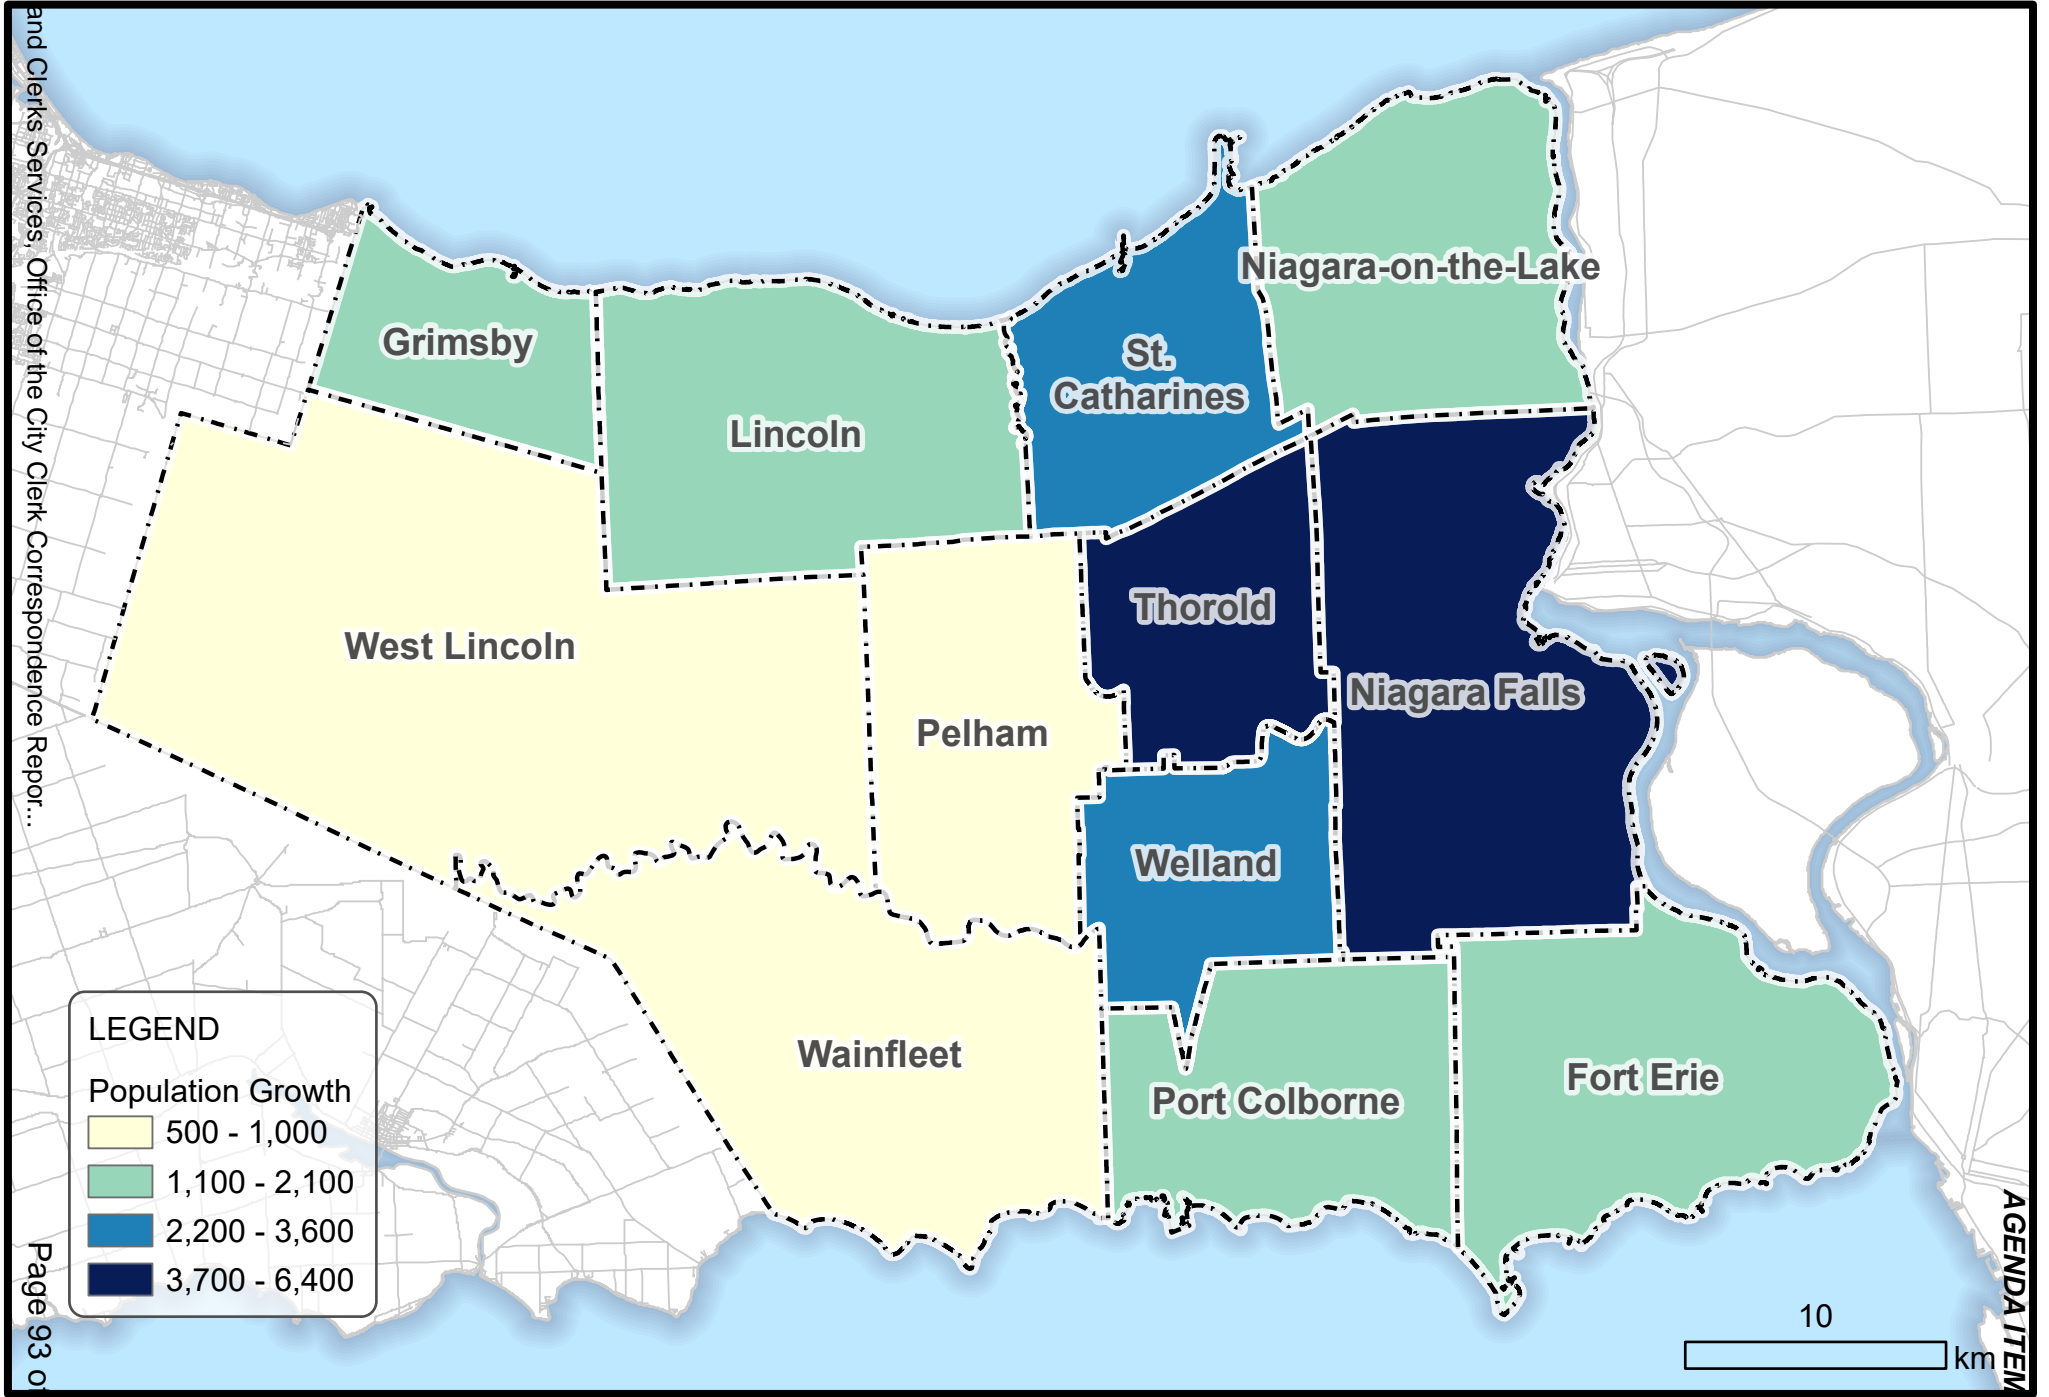 and Clerks Services, Office of the City Clerk Correspondence Repor...
Niagara-on-the-Lake
Grimsby
St.
Catharines
Lincoln
Thorold
West Lincoln
Niagara Falls
Pelham
Welland
Wainfleet
Fort Erie
Port Colborne
LEGEND
Population Growth
500 - 1,000
1,100 - 2,100
2,200 - 3,600
3,700 - 6,400
Page 93 of
10
km
AGENDA ITEM